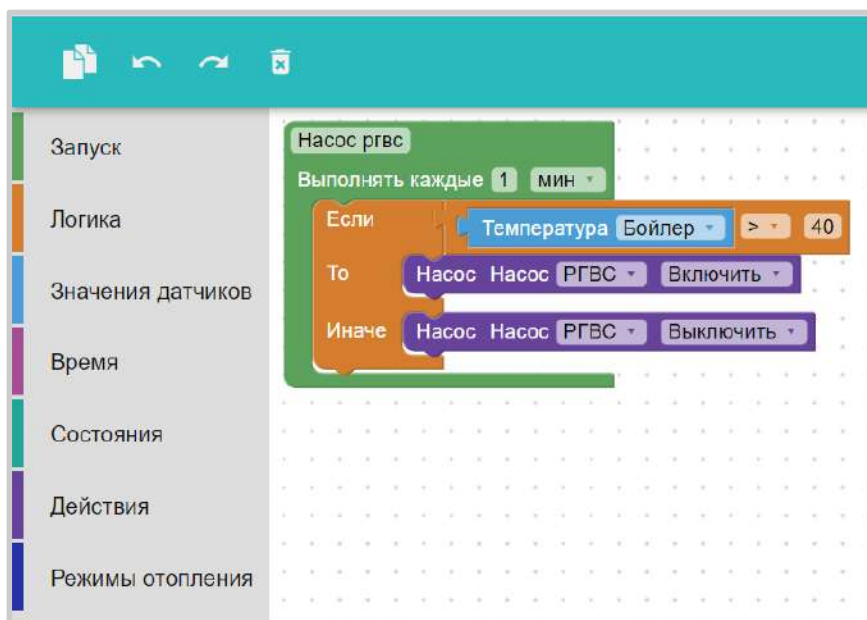 Запуск
Логика
Значения датчиков
Время
Состояния
Действия
Режимы отопления
Насос ргвс
Выполнять каждые 1 мин
Если Температура Бойлер > 40
То Насос Насос РГВС Включить
Иначе Насос Насос РГВС Выключить